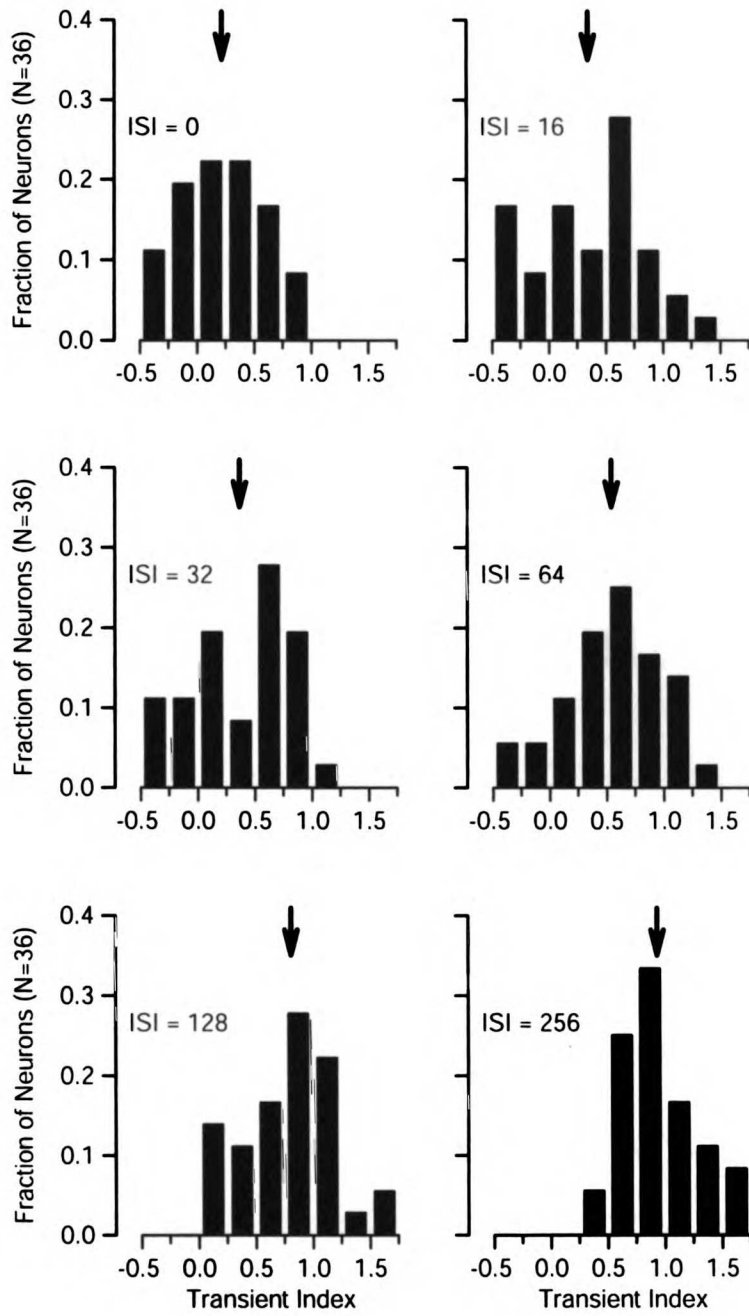 Fraction of Neurons (N=36)
0.4
0.3
0.2
0.1
0.0
ISI = 0
-0.5 0.0 0.5 1.0 1.5
ISI = 16
-0.5 0.0 0.5 1.0 1.5
Fraction of Neurons (N=36)
0.4
0.3
0.2
0.1
0.0
ISI = 32
-0.5 0.0 0.5 1.0 1.5
ISI = 64
-0.5 0.0 0.5 1.0 1.5
Fraction of Neurons (N=36)
0.4
0.3
0.2
0.1
0.0
ISI = 128
-0.5 0.0 0.5 1.0 1.5
Transient Index
ISI = 256
-0.5 0.0 0.5 1.0 1.5
Transient Index